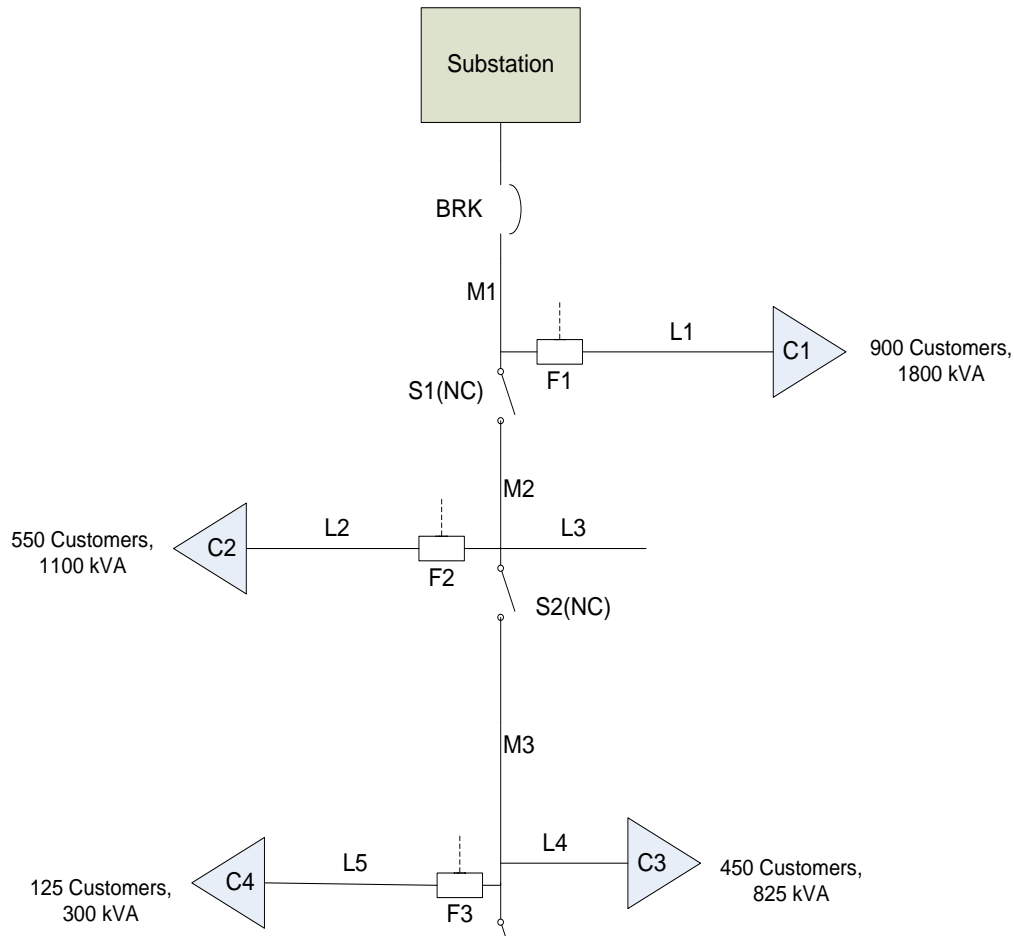 Substation
BRK
M1
L1
C1
900 Customers,
1800 kVA
F1
S1(NC)
M2
L2
L3
C2
550 Customers,
1100 kVA
F2
S2(NC)
M3
L4
L5
C3
450 Customers,
825 kVA
C4
125 Customers,
300 kVA
F3